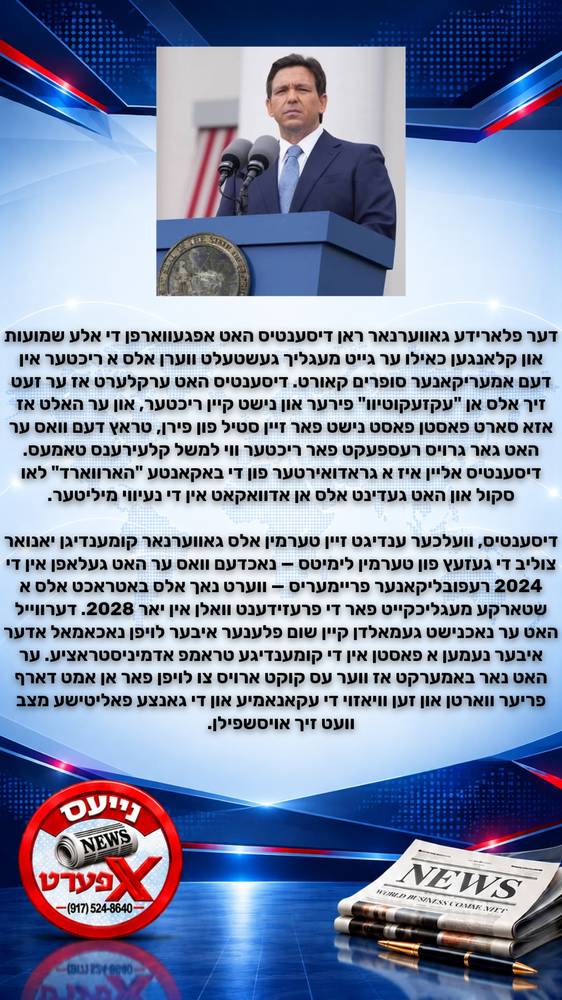 דער פלארידע גאווערנאר ראן דיסענטיס האט אפגעווארפן די אלע שמועות
און קלאנגען כאילו ער גייט מעגליך געשטעלט ווערן אלס א ריכטער אין
דעם אמעריקאנער סופרים קאורט. דיסענטיס האט ערקלערט אז ער זעט
זיך אלס אן "עקזעקוטיוו" פירער און נישט קיין ריכטער, און ער האלט אז
אזא סארט פאסטן פאסט נישט פאר זיין סטיל פון פירן, טראץ דעם וואס ער
האט גאר גרויס רעספעקט פאר ריכטער ווי למשל קלערענס טאמעס.
דיסענטיס אליין איז א גראדואירטער פון די באקאנטע "הארווארד" לאו
סקול און האט געדינט אלס אן אדוואקאט אין די נעיווי מיליטער.
דיסענטיס, וועלכער ענדיגט זיין טערמין אלס גאווערנאר קומענדיגן יאנואר
צוליב די געזעץ פון טערמין לימיטס – נאכדעם וואס ער האט געלאפן אין די
2024 רעפובליקאנער פריימעריס – ווערט נאך אלס באטראכט אלס א
שטארקע מעגליכקייט פאר די פרעזידענט וואלן אין יאר 2028. דערווייל
האט ער נאכנישט געמאלדן קיין שום פלענער איבער לויפן נאכאמאל אדער
איבער נעמען א פאסטן אין די קומענדיגע טראמפ אדמיניסטראציע. ער
האט נאר באמערקט אז ווער עס קוקט ארויס צו לויפן פאר אן אמט דארף
פריער ווארטן און זען וויאזוי די עקאנאמיע און די גאנצע פאליטישע מצב
וועט זיך אויסשפילן.
נייעס
NEWS
Xפערט
(917) 524-8640
NEWS
WORLD BUSINESS